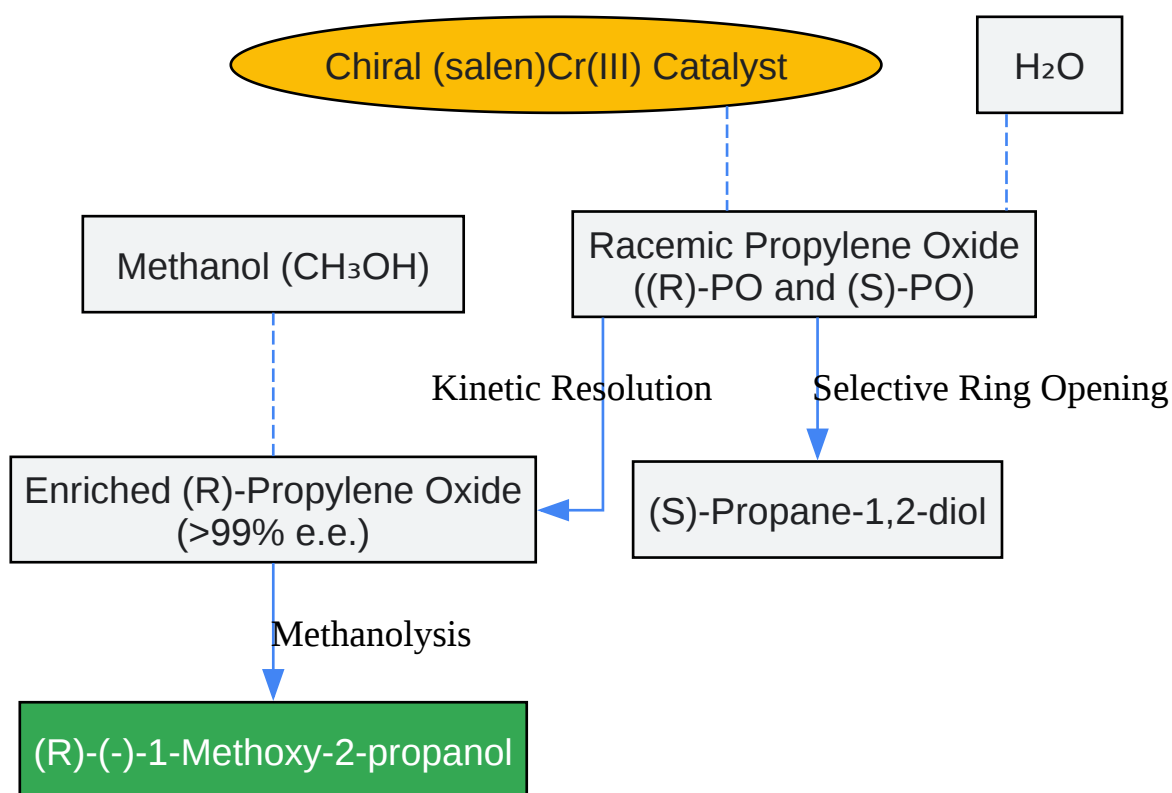 Chiral (salen)Cr(III) Catalyst
H₂O
Methanol (CH₃OH)
Racemic Propylene Oxide
((R)-PO and (S)-PO)
Kinetic Resolution
Selective Ring Opening
Enriched (R)-Propylene Oxide
(>99% e.e.)
(S)-Propane-1,2-diol
Methanolysis
(R)-(-)-1-Methoxy-2-propanol